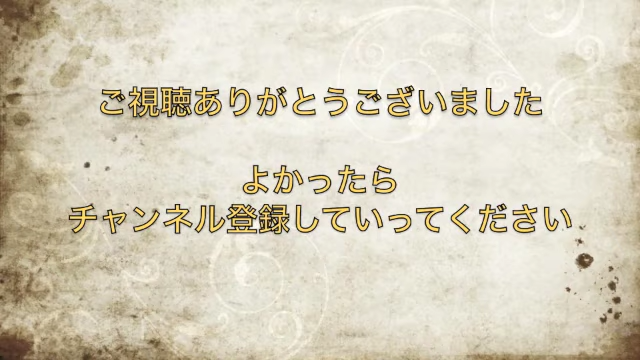 ご視聴ありがとうございました
よかったら
チャンネル登録していってください